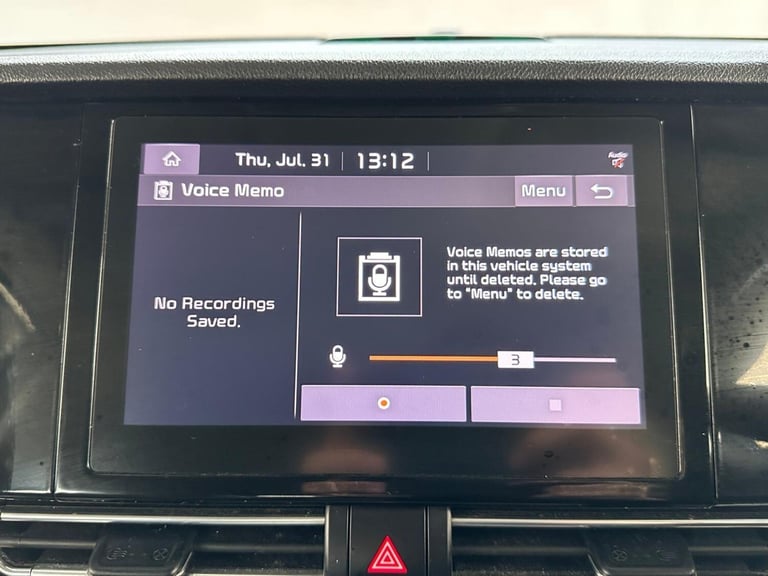 Thu, Jul. 31 13:12 Audio
Voice Memo Menu
Voice Memos are stored
in this vehicle system
until deleted. Please go
to "Menu" to delete.
No Recordings
Saved.
3